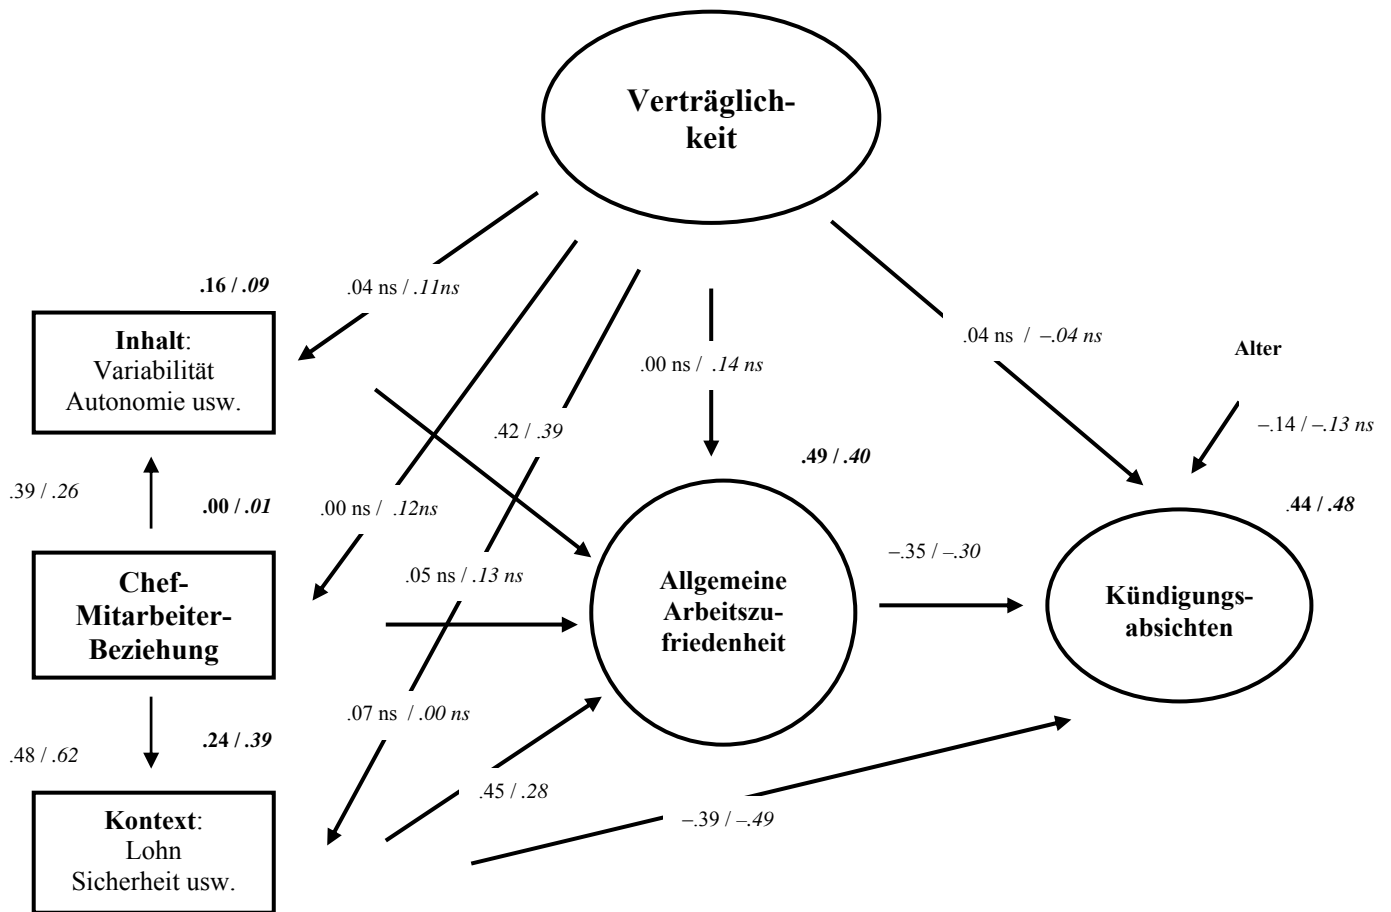 Verträglich-
keit
.16 / .09
.04 ns / .11ns
Inhalt:
Variabilität
Autonomie usw.
.04 ns / –.04 ns
Alter
.00 ns / .14 ns
.42 / .39
–.14 / –.13 ns
.49 / .40
.39 / .26
.00 / .01
.00 ns / .12ns
.44 / .48
–.35 / –.30
Chef-
Mitarbeiter-
Beziehung
.05 ns / .13 ns
Allgemeine
Arbeitszu-
friedenheit
Kündigungs-
absichten
.07 ns / .00 ns
.24 / .39
.48 / .62
.45 / .28
–.39 / –.49
Kontext:
Lohn
Sicherheit usw.